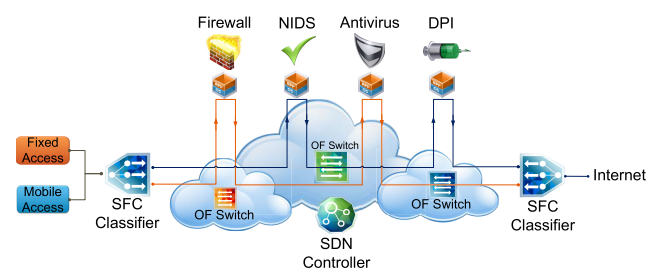 Firewall
NIDS
Antivirus
DPI
Fixed
Access
Mobile
Access
SFC
Classifier
OF Switch
OF Switch
OF Switch
SDN
Controller
SFC
Classifier
Internet